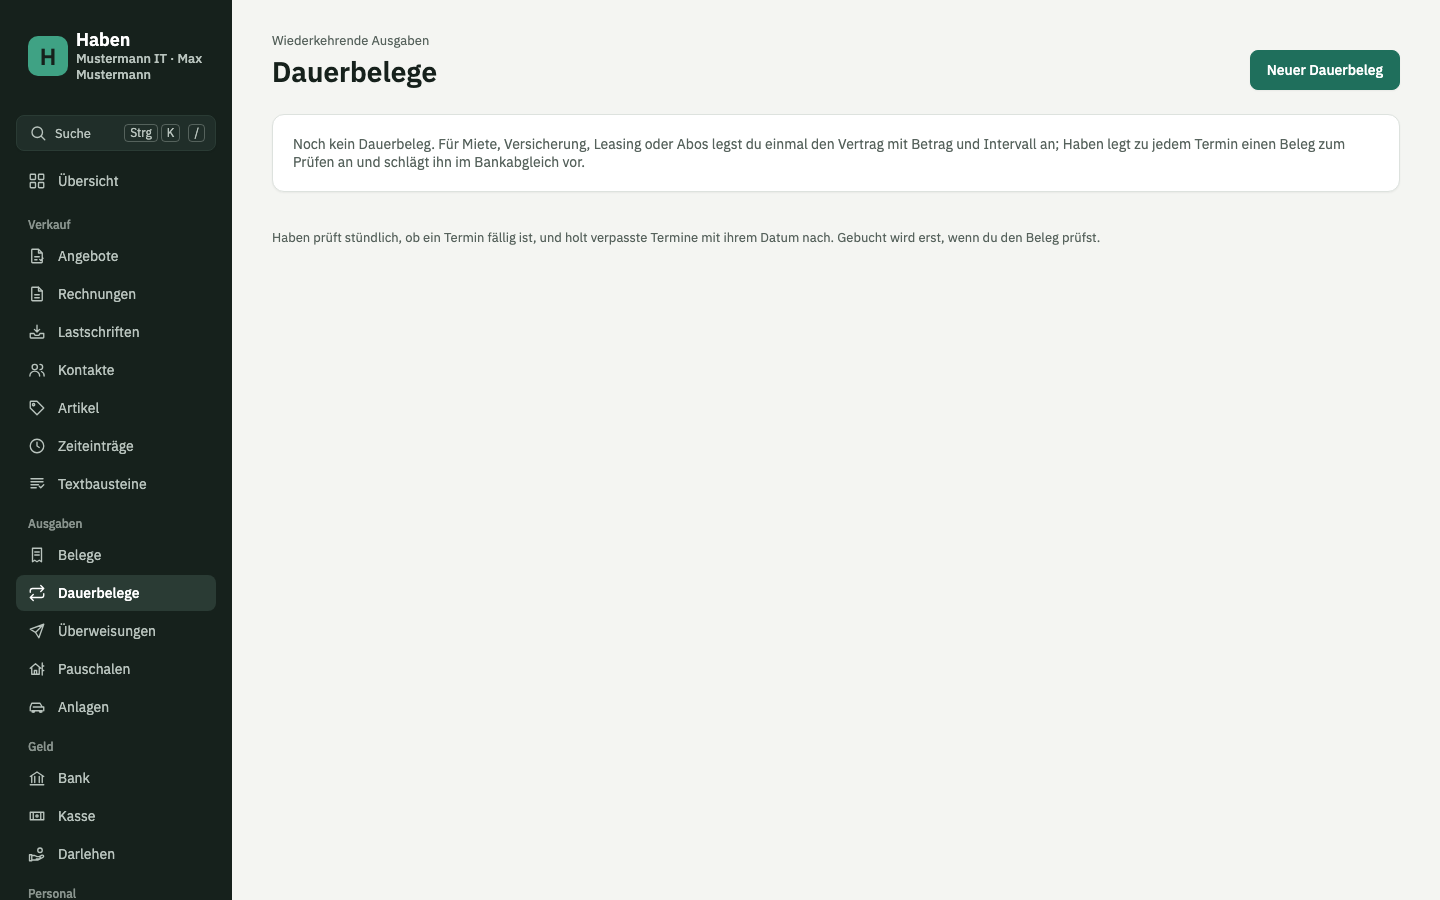 H
Haben
Mustermann IT · Max
Mustermann
Suche Strg K /
Übersicht
Verkauf
Angebote
Rechnungen
Lastschriften
Kontakte
Artikel
Zeiteinträge
Textbausteine
Ausgaben
Belege
Dauerbelege
Überweisungen
Pauschalen
Anlagen
Geld
Bank
Kasse
Darlehen
Personal
Wiederkehrende Ausgaben
Dauerbelege
Neuer Dauerbeleg
Noch kein Dauerbeleg. Für Miete, Versicherung, Leasing oder Abos legst du einmal den Vertrag mit Betrag und Intervall an; Haben legt zu jedem Termin einen Beleg zum
Prüfen an und schlägt ihn im Bankabgleich vor.
Haben prüft stündlich, ob ein Termin fällig ist, und holt verpasste Termine mit ihrem Datum nach. Gebucht wird erst, wenn du den Beleg prüfst.